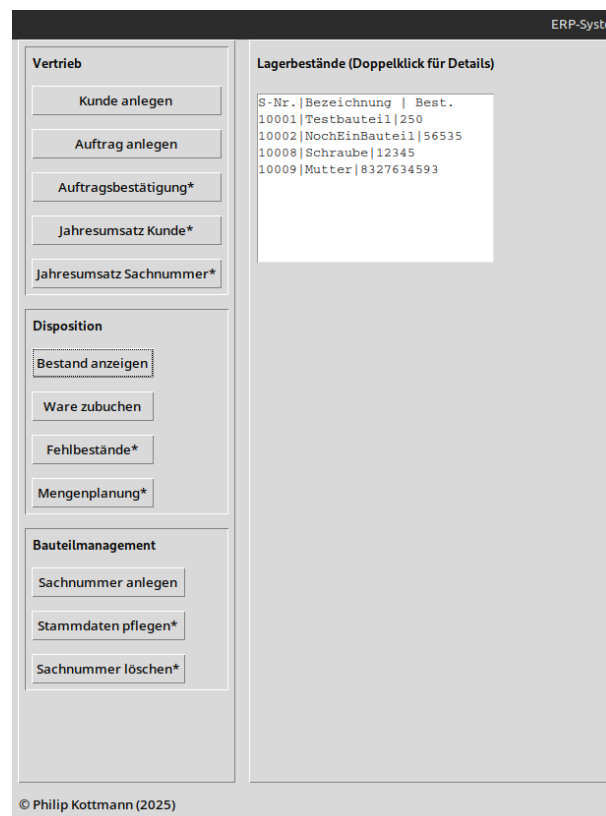 ERP-Syst
Vertrieb
Kunde anlegen
Auftrag anlegen
Auftragsbestätigung*
Jahresumsatz Kunde*
Jahresumsatz Sachnummer*
Disposition
Bestand anzeigen
Ware zubuchen
Fehlbestände*
Mengenplanung*
Bauteilmanagement
Sachnummer anlegen
Stammdaten pflegen*
Sachnummer löschen*
Lagerbestände (Doppelklick für Details)
S-Nr.|Bezeichnung | Best.
10001|Testbauteil|250
10002|NochEinBauteil|56535
10008|Schraube|12345
10009|Mutter|8327634593
© Philip Kottmann (2025)